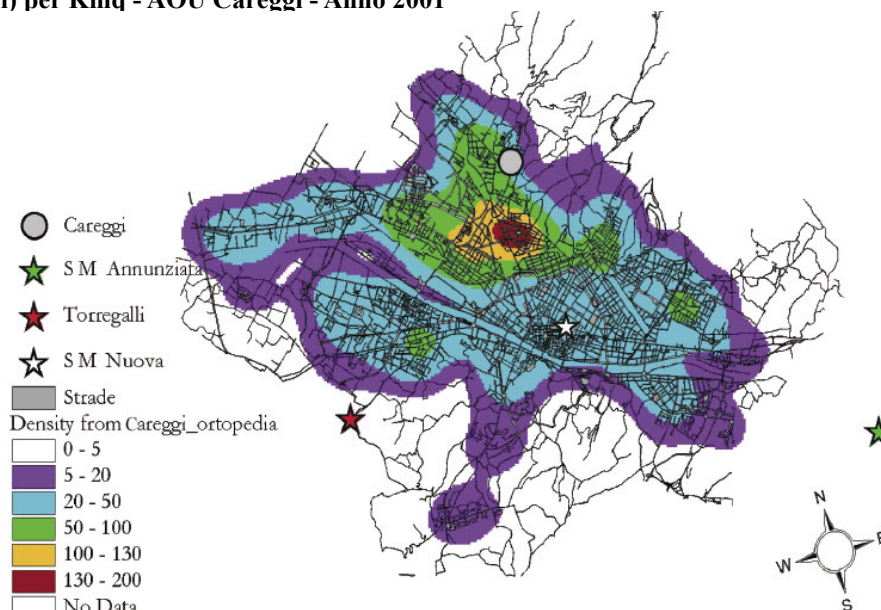 per Kmq - AOU Careggi - Anno 2001
Careggi
S M Annunziata
Torregalli
S M Nuova
Strade
Density from Careggi_ortopedia
0 - 5
5 - 20
20 - 50
50 - 100
100 - 130
130 - 200
No Data
N
W
E
S